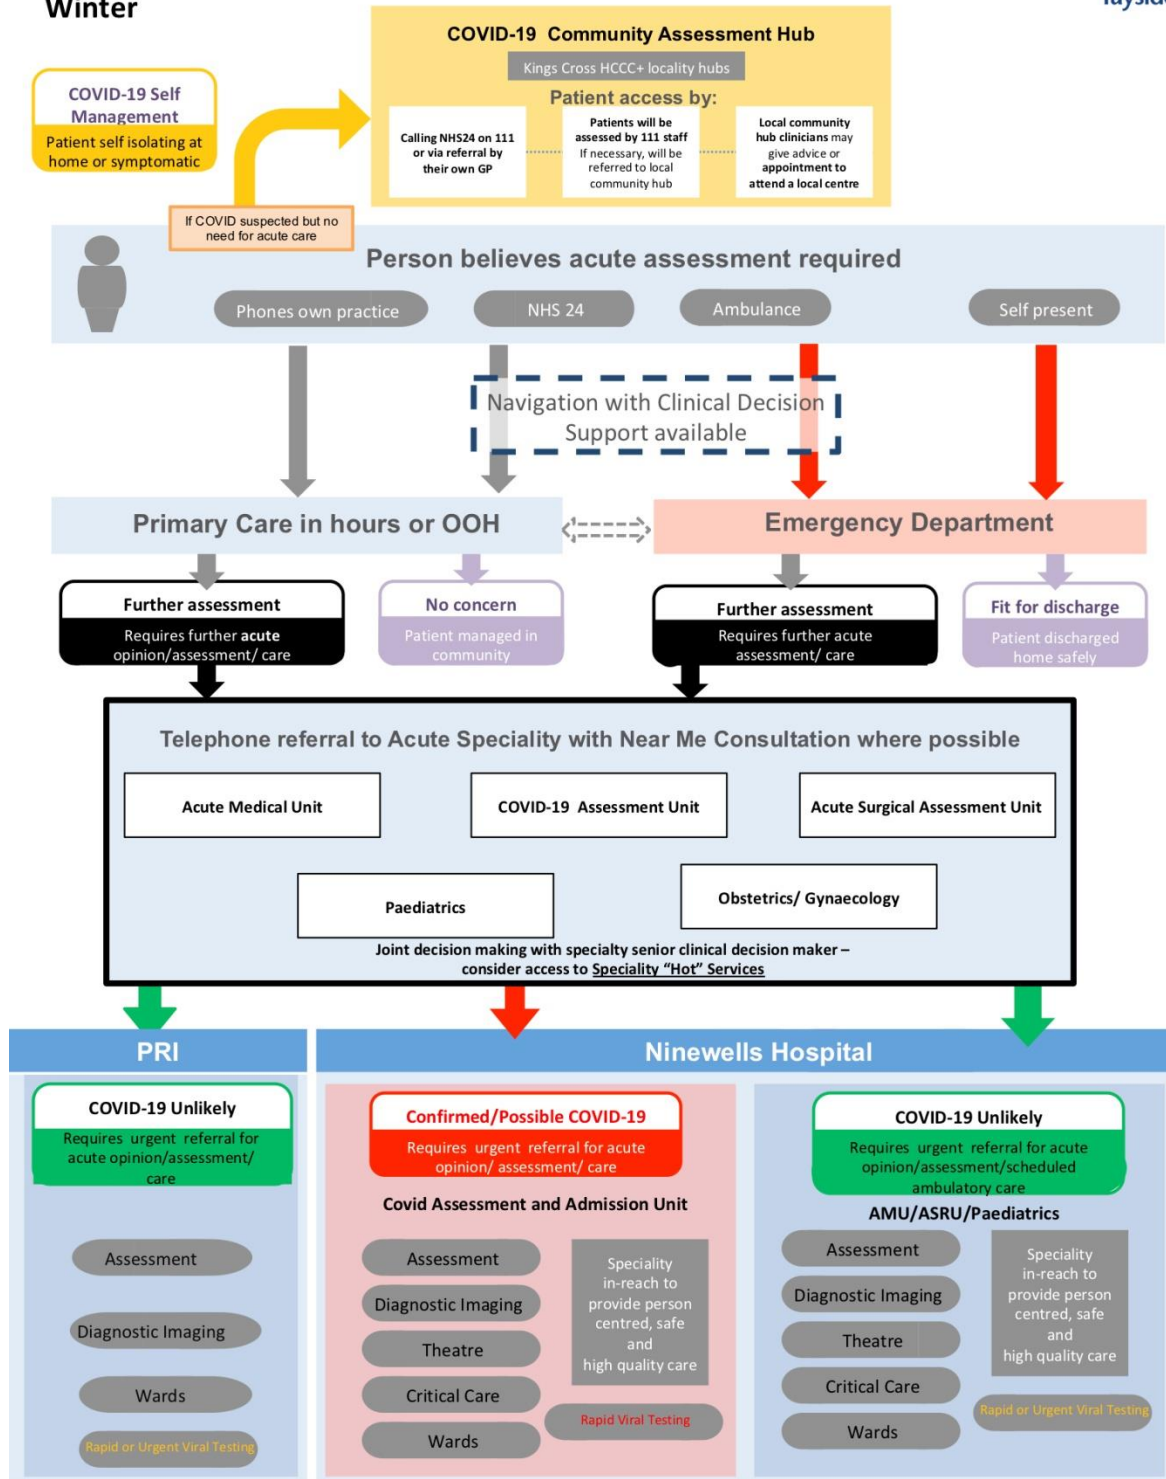 Winter
Tayside
COVID-19 Community Assessment Hub
Kings Cross HCCC+ locality hubs
Patient access by:
Calling NHS24 on 111
or via referral by
their own GP
Patients will be
assessed by 111 staff
If necessary, will be
referred to local
community hub
Local community
hub clinicians may
give advice or
appointment to
attend a local centre
COVID-19 Self
Management
Patient self isolating at
home or symptomatic
If COVID suspected but no
need for acute care
Person believes acute assessment required
Phones own practice
NHS 24
Ambulance
Self present
Navigation with Clinical Decision
Support available
Primary Care in hours or OOH
Emergency Department
Further assessment
Requires further acute
opinion/assessment/ care
No concern
Patient managed in
community
Further assessment
Requires further acute
assessment/ care
Fit for discharge
Patient discharged
home safely
Telephone referral to Acute Speciality with Near Me Consultation where possible
Acute Medical Unit
COVID-19 Assessment Unit
Acute Surgical Assessment Unit
Paediatrics
Obstetrics/ Gynaecology
Joint decision making with specialty senior clinical decision maker –
consider access to Speciality "Hot" Services
PRI
Ninewells Hospital
COVID-19 Unlikely
Requires urgent referral for
acute opinion/assessment/
care
Assessment
Diagnostic Imaging
Wards
Rapid or Urgent Viral Testing
Confirmed/Possible COVID-19
Requires urgent referral for acute
opinion/ assessment/ care
Covid Assessment and Admission Unit
Assessment
Diagnostic Imaging
Theatre
Critical Care
Wards
Speciality
in-reach to
provide person
centred, safe
and
high quality care
Rapid Viral Testing
COVID-19 Unlikely
Requires urgent referral for acute
opinion/assessment/scheduled
ambulatory care
AMU/ASRU/Paediatrics
Assessment
Diagnostic Imaging
Theatre
Critical Care
Wards
Speciality
in-reach to
provide person
centred, safe
and
high quality care
Rapid or Urgent Viral Testing